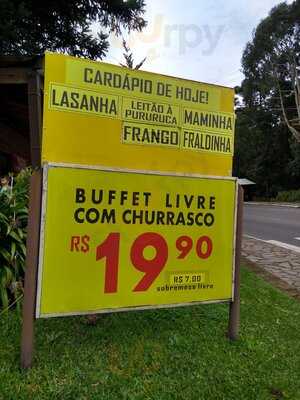 CARDÁPIO DE HOJE!
LASANHA
LEITÃO À
PURURUCA
MAMINHA
FRANGO
FRALDINHA
BUFFET LIVRE
COM CHURRASCO
R$ 19,90
R$ 7,00
sobremesa livre